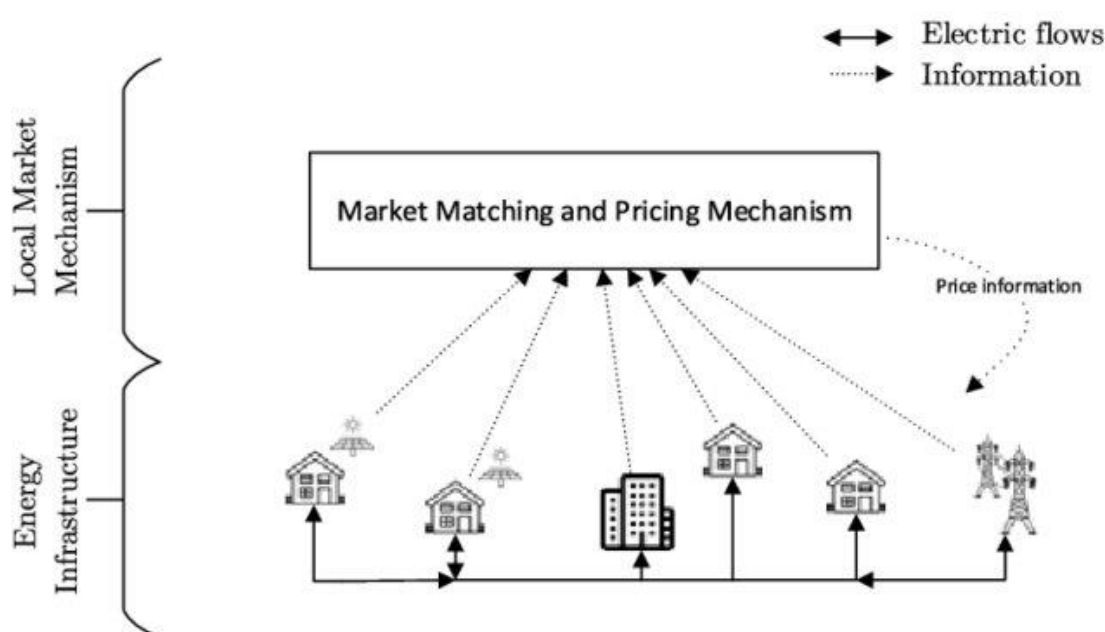 Electric flows
Information
Local Market
Mechanism
Market Matching and Pricing Mechanism
Price information
Energy
Infrastructure